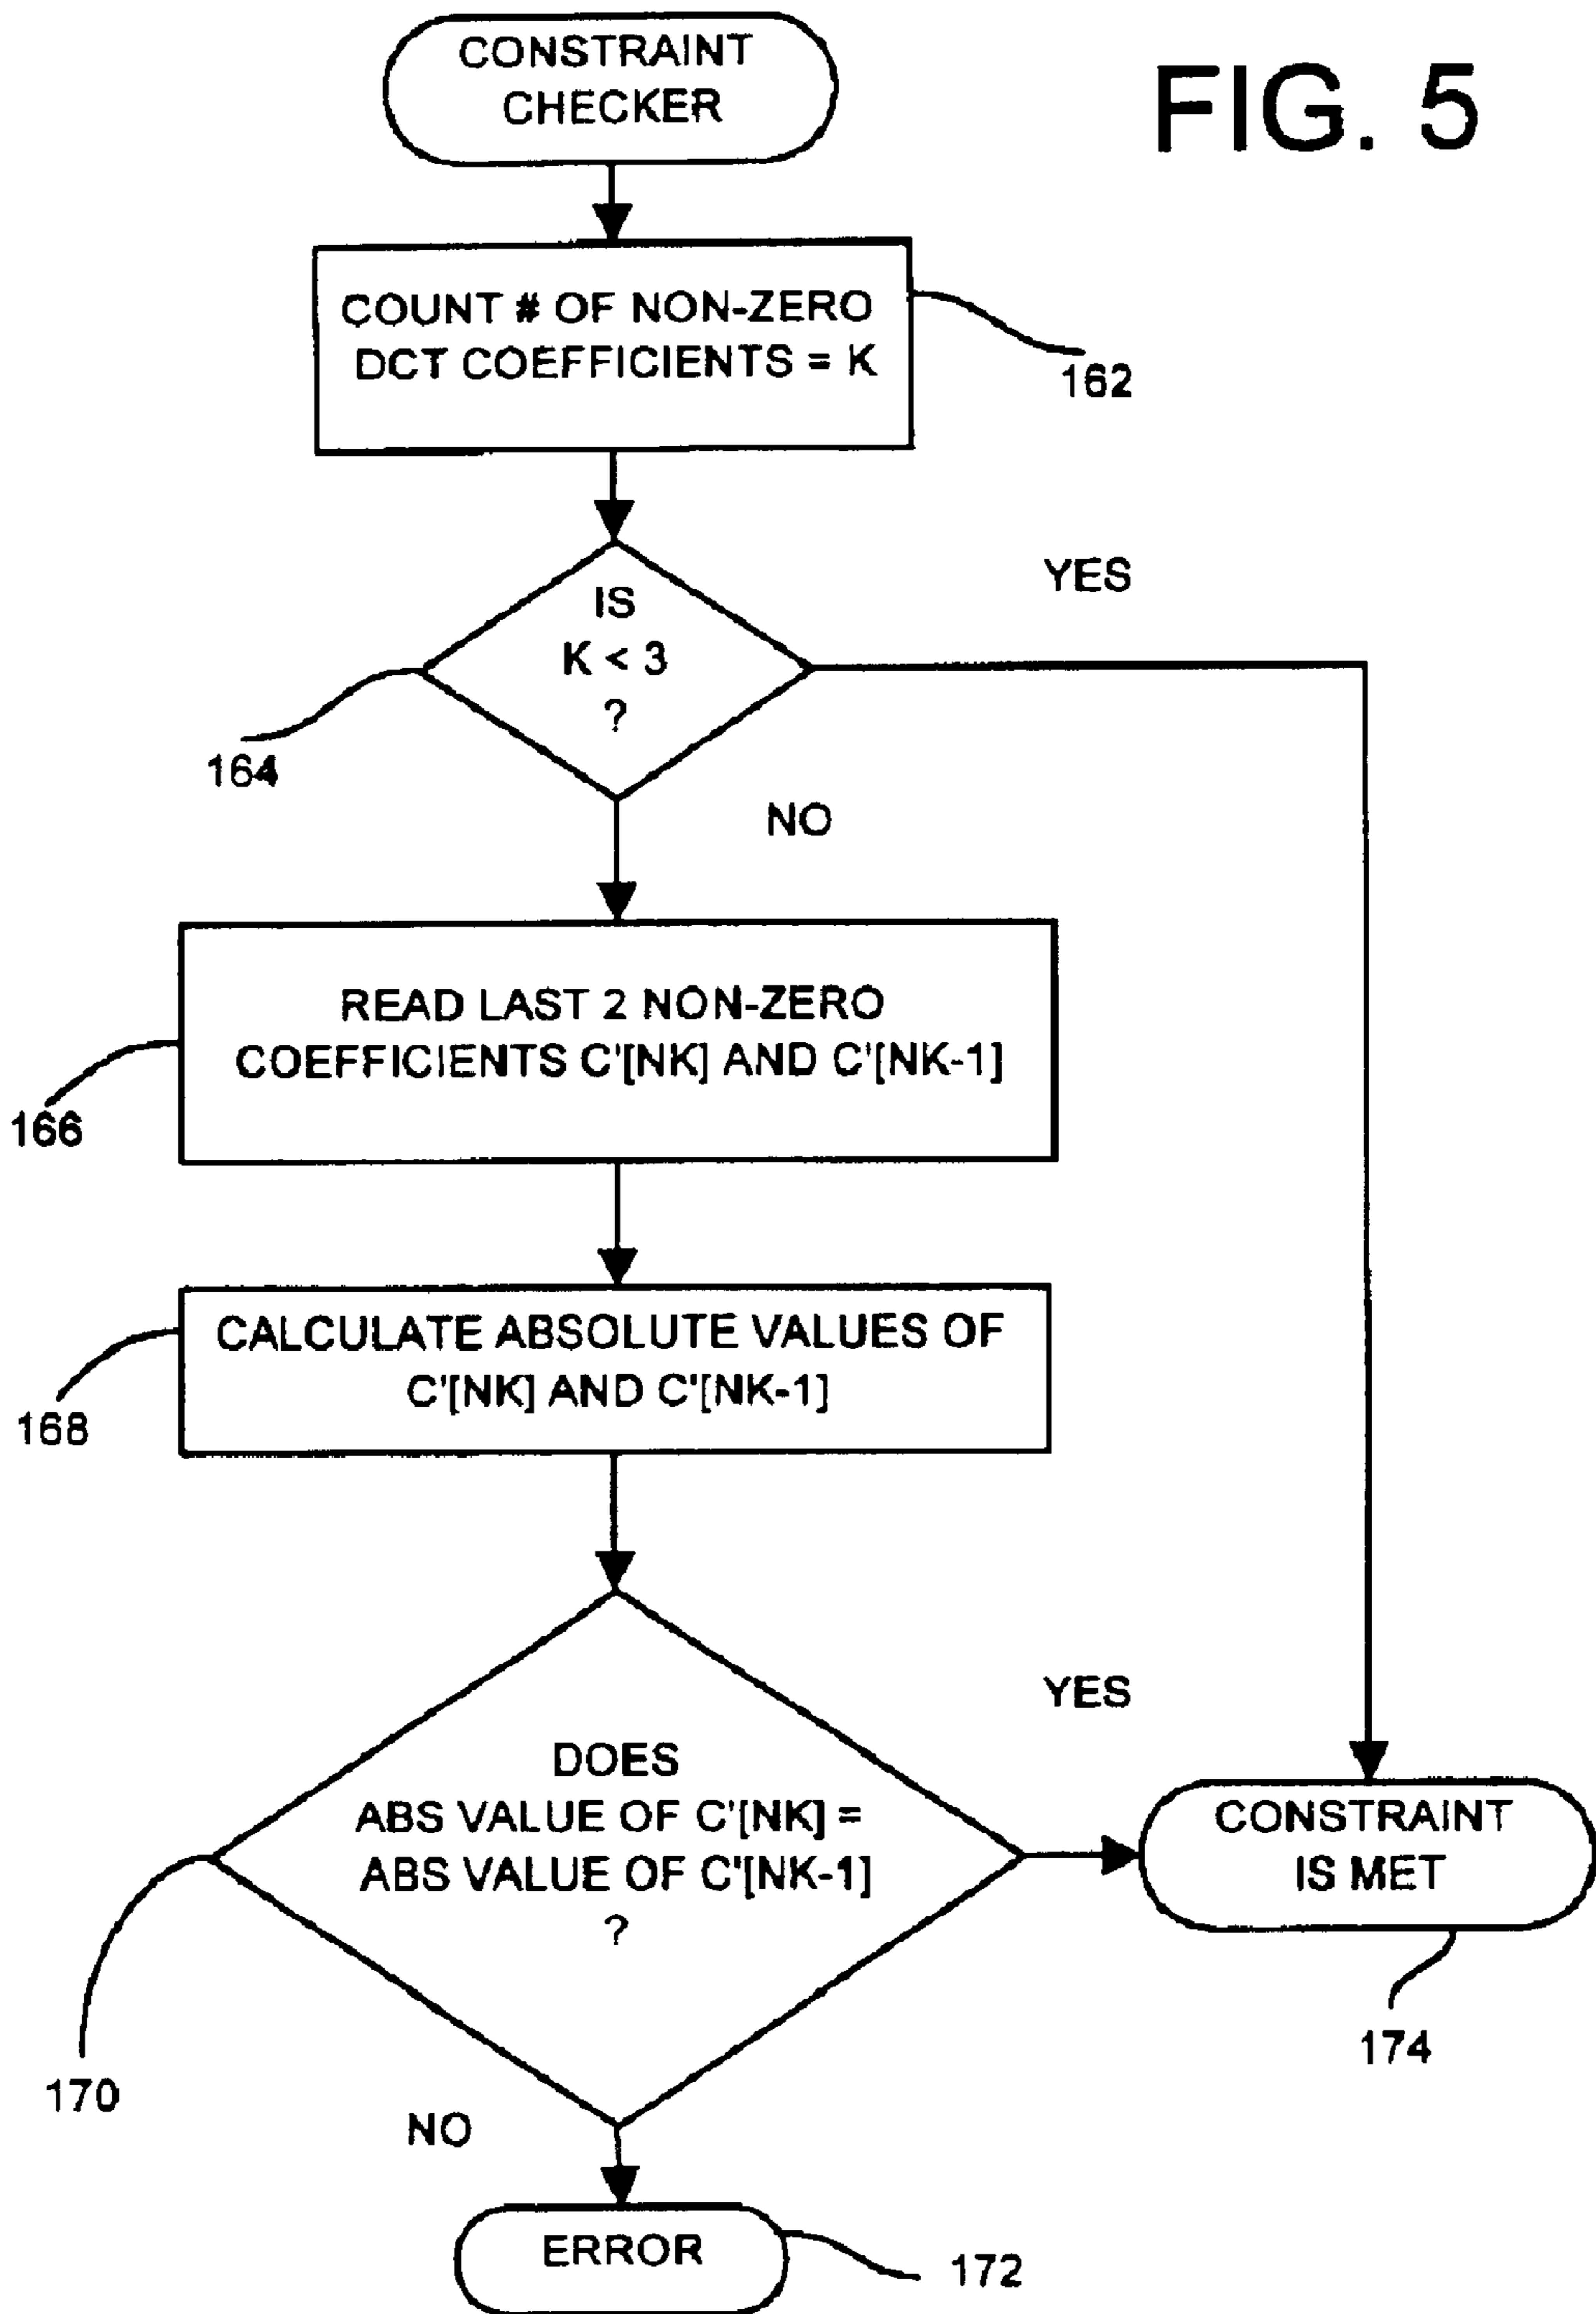 CONSTRAINT
CHECKER
FIG. 5
COUNT # OF NON-ZERO
DCT COEFFICIENTS = K
162
IS
K < 3
?
YES
164
NO
READ LAST 2 NON-ZERO
COEFFICIENTS C'[NK] AND C'[NK-1]
166
CALCULATE ABSOLUTE VALUES OF
C'[NK] AND C'[NK-1]
168
DOES
ABS VALUE OF C'[NK] =
ABS VALUE OF C'[NK-1]
?
YES
CONSTRAINT
IS MET
174
170
NO
ERROR
172